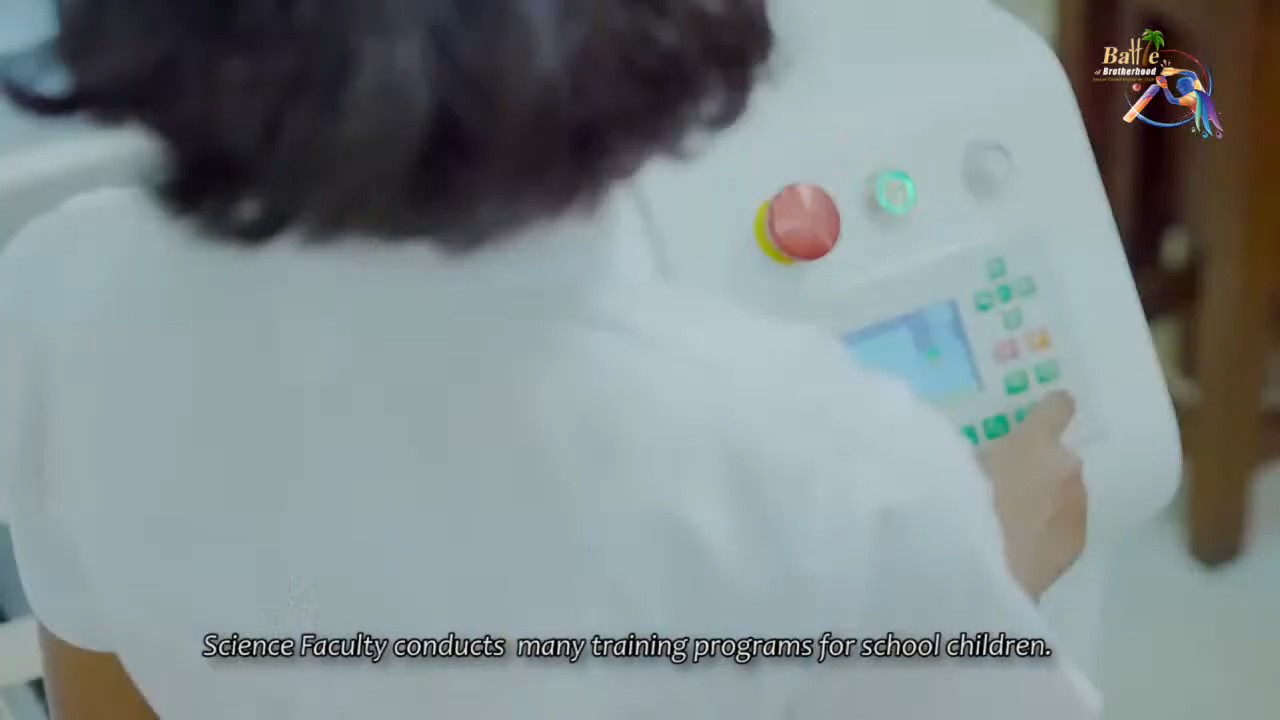 Battle
of Brotherhood
Science Faculty conducts  many training programs for school children.